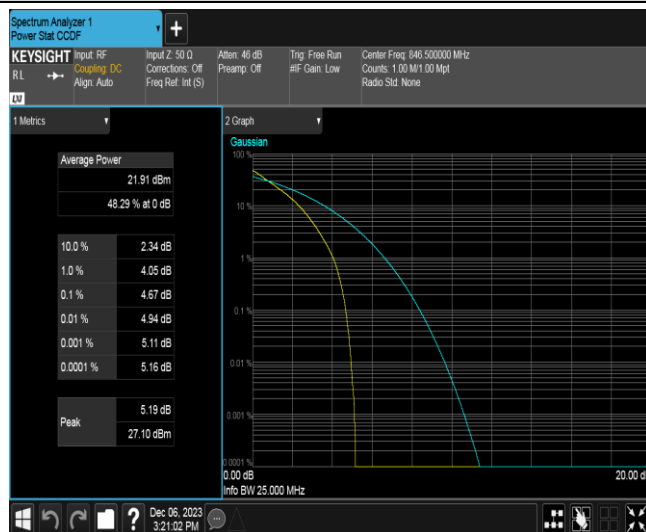 Spectrum Analyzer 1
Power Stat CCDF
+
KEYSIGHT Input: RF Input Z: 50 Ω Atten: 46 dB Trig: Free Run Center Freq: 846.500000 MHz
RL Coupling: DC Corrections: Off Preamp: Off #IF Gain: Low Counts: 1.00 M/1.00 Mpt
Align: Auto Freq Ref: Int (S) Radio Std: None
LXI
1 Metrics 2 Graph
Gaussian
Average Power
21.91 dBm
48.29 % at 0 dB
10.0 % 2.34 dB
1.0 % 4.05 dB
0.1 % 4.67 dB
0.01 % 4.94 dB
0.001 % 5.11 dB
0.0001 % 5.16 dB
Peak 5.19 dB
27.10 dBm
100 %
10 %
1 %
0.1 %
0.01 %
0.001 %
0.0001 %
0.00 dB 20.00 d
Info BW 25.000 MHz
? Dec 06, 2023
3:21:02 PM